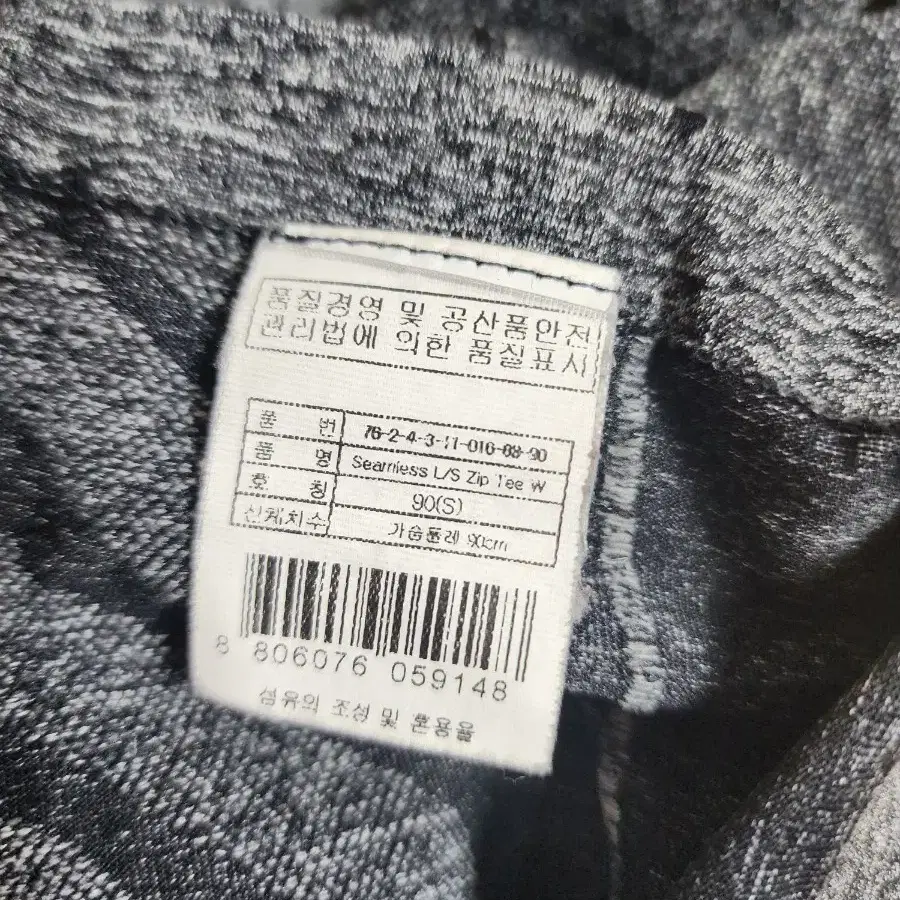 품질경영 및 공산품안전
관리법에 의한 품질표시
품 번 76-2-4-3-11-016-08-90
품 명 Seamless L/S Zip Tee W
호 칭 90(S)
신체치수 가슴둘레 90cm
8 806076 059148
섬유의 조성 및 혼용율